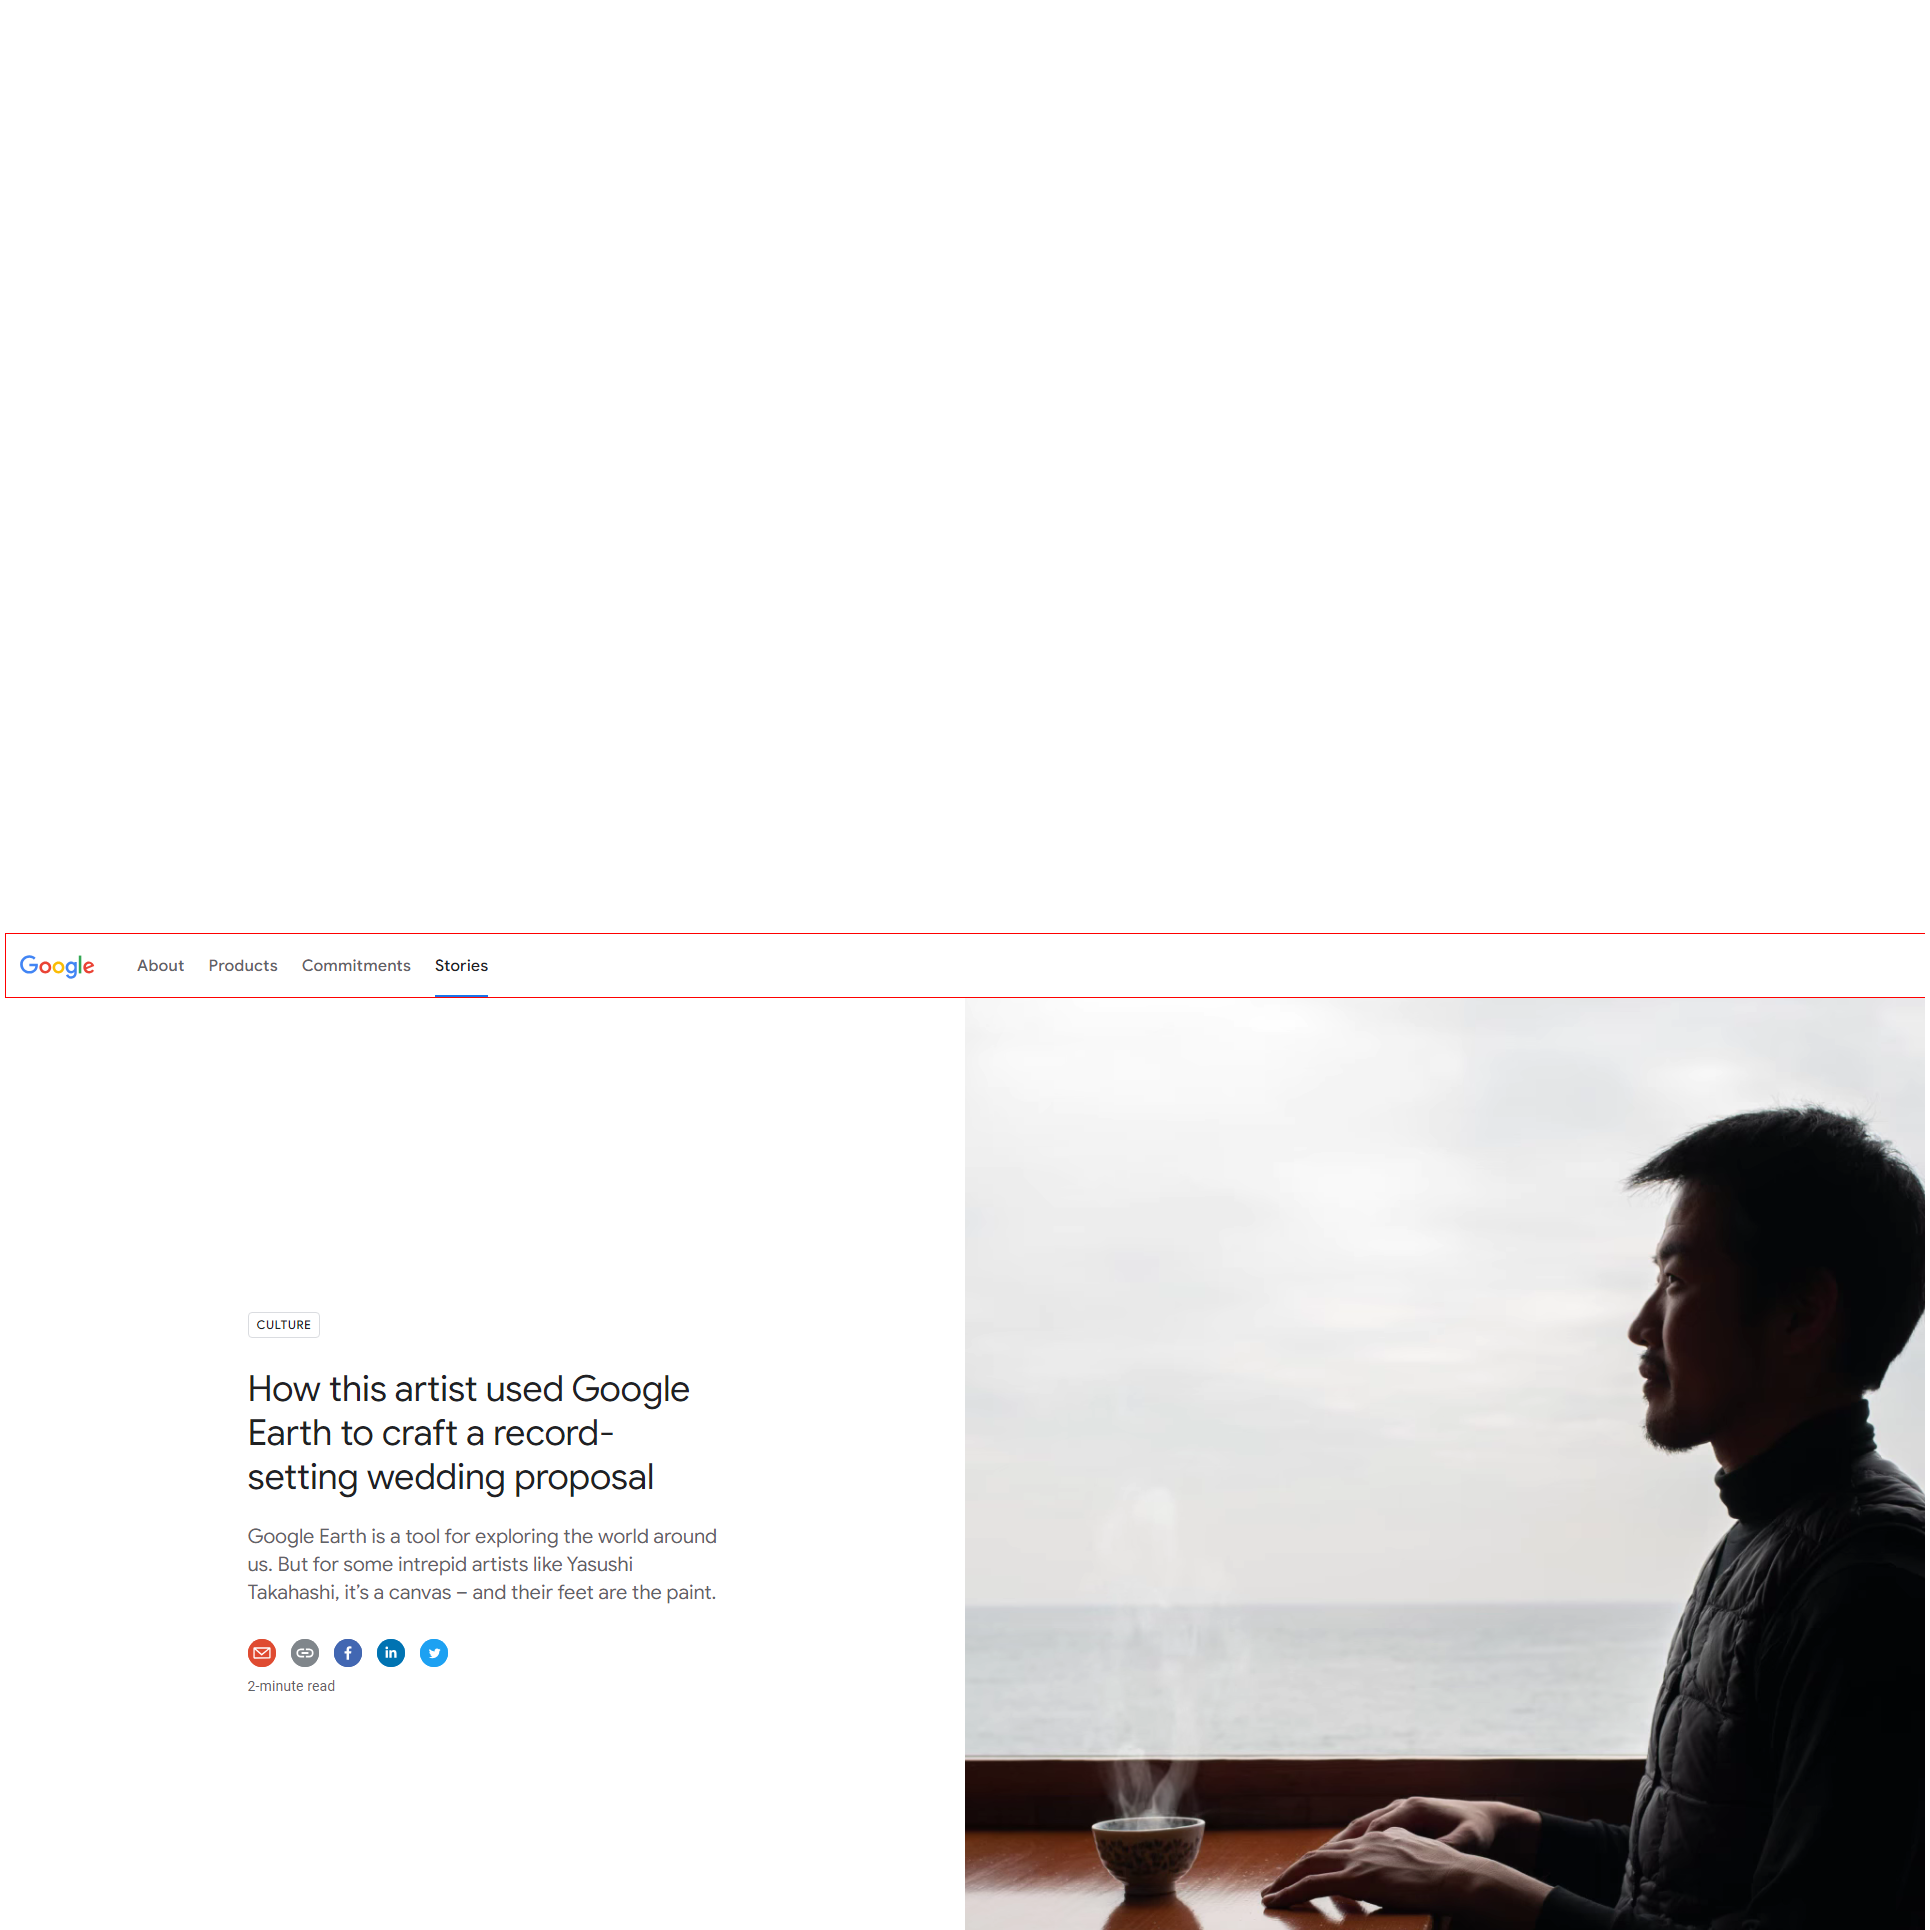 Google About Products Commitments Stories
CULTURE
How this artist used Google
Earth to craft a record-
setting wedding proposal
Google Earth is a tool for exploring the world around
us. But for some intrepid artists like Yasushi
Takahashi, it’s a canvas – and their feet are the paint.
2-minute read